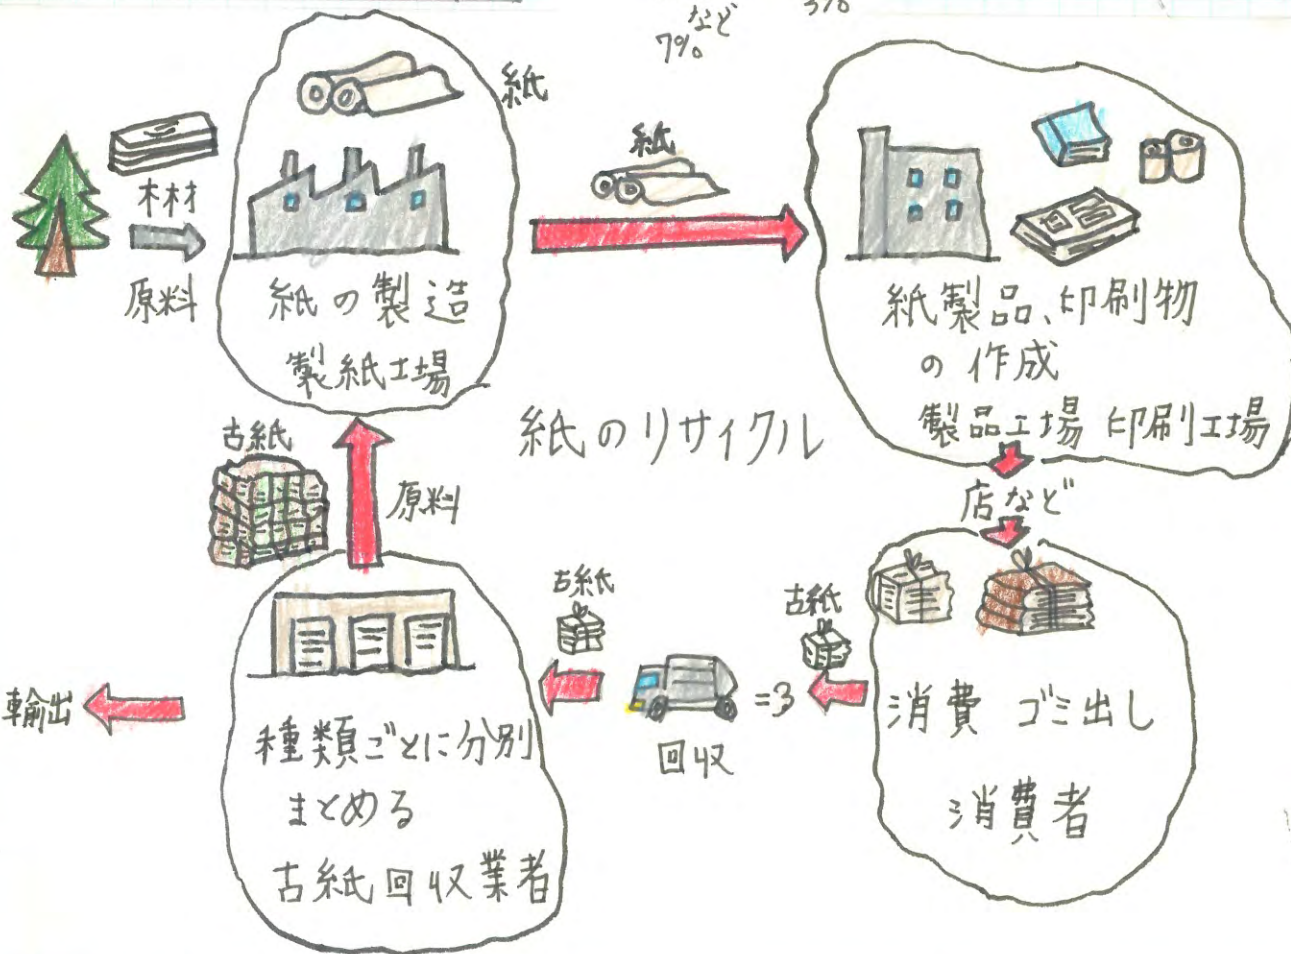 など
7%
3%
紙
木材
原料
紙の製造
製紙工場
紙
紙製品、印刷物
の作成
製品工場 印刷工場
紙のリサイクル
店など
古紙
原料
古紙
古紙
輸出
種類ごとに分別
まとめる
古紙回収業者
回収
消費 ゴミ出し
消費者